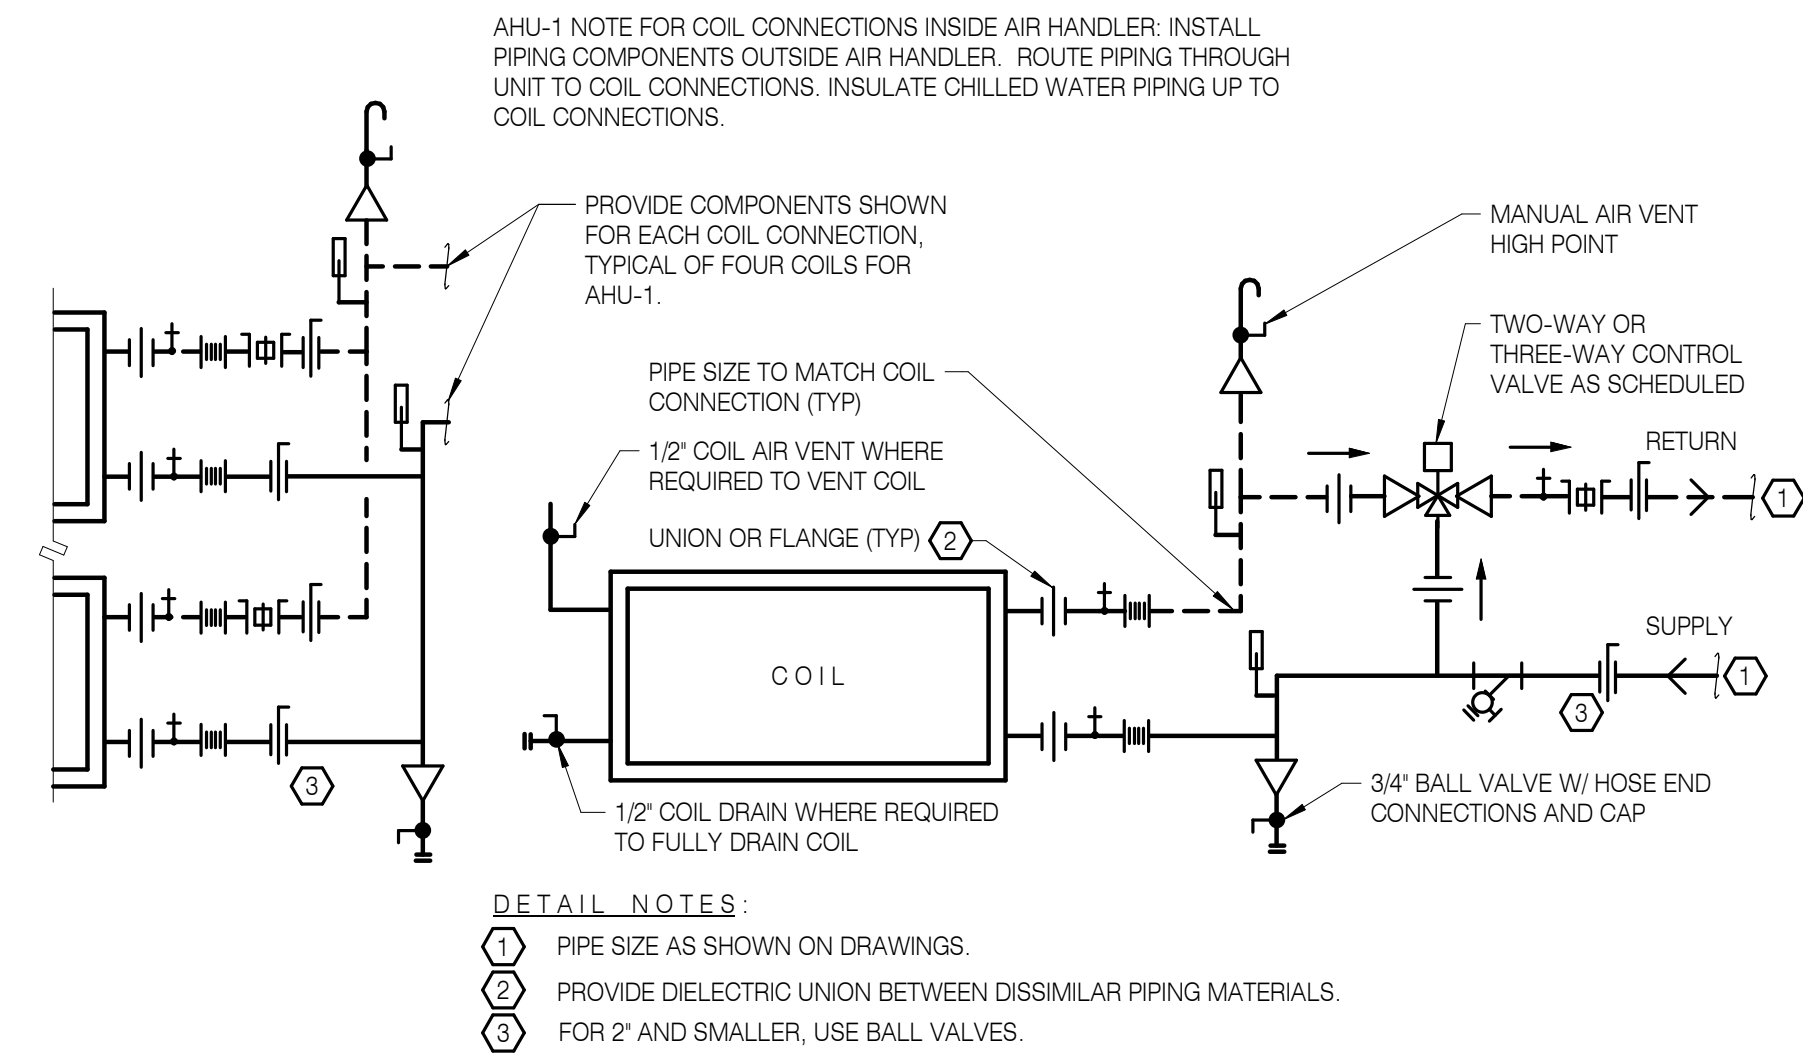 AHU-1 NOTE FOR COIL CONNECTIONS INSIDE AIR HANDLER: INSTALL
PIPING COMPONENTS OUTSIDE AIR HANDLER. ROUTE PIPING THROUGH
UNIT TO COIL CONNECTIONS. INSULATE CHILLED WATER PIPING UP TO
COIL CONNECTIONS.
PROVIDE COMPONENTS SHOWN
FOR EACH COIL CONNECTION,
TYPICAL OF FOUR COILS FOR
AHU-1.
MANUAL AIR VENT
HIGH POINT
TWO-WAY OR
THREE-WAY CONTROL
VALVE AS SCHEDULED
PIPE SIZE TO MATCH COIL
CONNECTION (TYP)
1/2" COIL AIR VENT WHERE
REQUIRED TO VENT COIL
RETURN
1
UNION OR FLANGE (TYP) 2
SUPPLY
1
COIL
3
3
1/2" COIL DRAIN WHERE REQUIRED
TO FULLY DRAIN COIL
3/4" BALL VALVE W/ HOSE END
CONNECTIONS AND CAP
DETAIL NOTES:
1 PIPE SIZE AS SHOWN ON DRAWINGS.
2 PROVIDE DIELECTRIC UNION BETWEEN DISSIMILAR PIPING MATERIALS.
3 FOR 2" AND SMALLER, USE BALL VALVES.